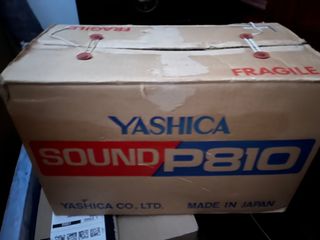 FRAGILE
FRAGILE
YASHICA
SOUND P810
YASHICA CO., LTD. MADE IN JAPAN